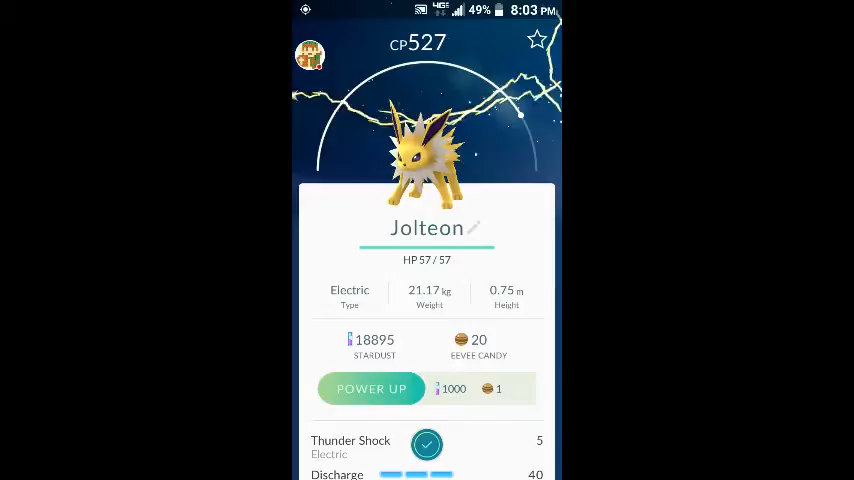 4G 49% 8:03 PM
CP527
Jolteon
HP 57 / 57
Electric 21.17 kg 0.75 m
Type Weight Height
18895 20
STARDUST EEVEE CANDY
POWER UP 1000 1
Thunder Shock 5
Electric
Discharge 40